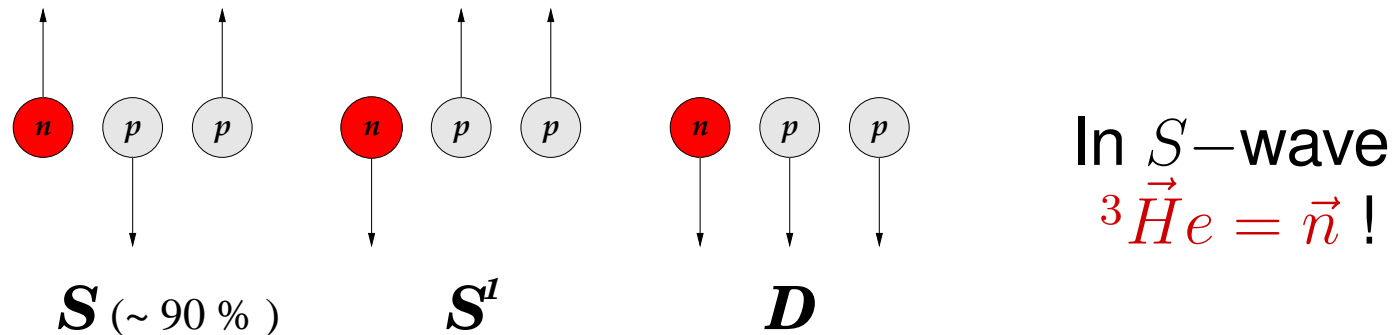 n p p n p p n p p
S (~ 90 % ) S¹ D
In S−wave
³H⃗e = n⃗ !